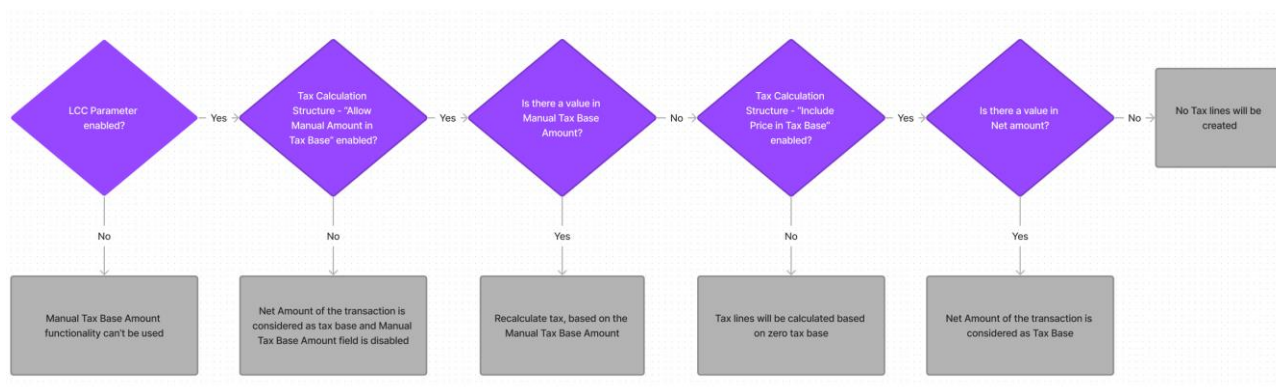 LCC Parameter
enabled?
Yes
Tax Calculation
Structure - "Allow
Manual Amount in
Tax Base" enabled?
Yes
Is there a value in
Manual Tax Base
Amount?
No
Tax Calculation
Structure - "Include
Price in Tax Base"
enabled?
Yes
Is there a value in
Net amount?
No
No Tax lines will be
created
No
No
Yes
No
Yes
Manual Tax Base Amount
functionality can't be used
Net Amount of the transaction is
considered as tax base and Manual
Tax Base Amount field is disabled
Recalculate tax, based on the
Manual Tax Base Amount
Tax lines will be calculated based
on zero tax base
Net Amount of the transaction is
considered as Tax Base